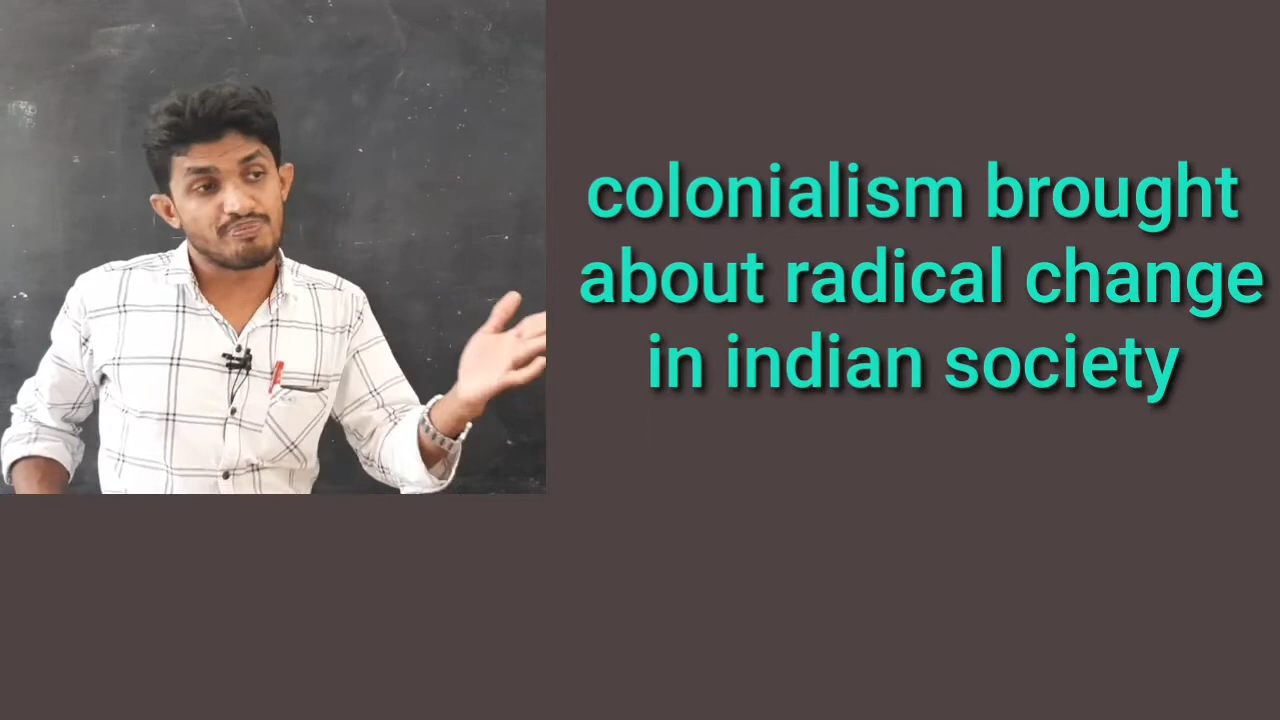 colonialism brought
about radical change
in indian society